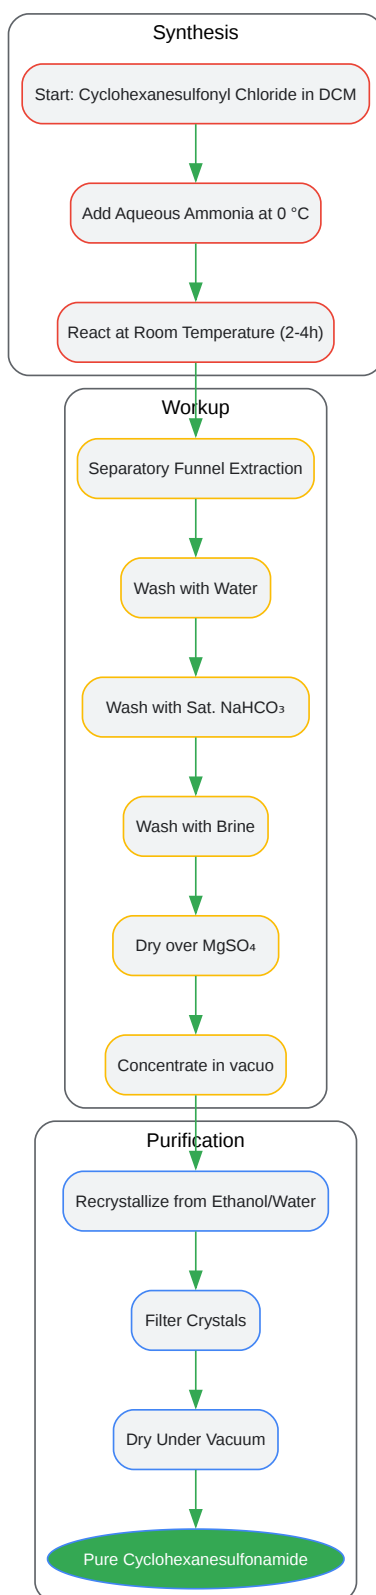 Synthesis
Start: Cyclohexanesulfonyl Chloride in DCM
Add Aqueous Ammonia at 0 °C
React at Room Temperature (2-4h)
Workup
Separatory Funnel Extraction
Wash with Water
Wash with Sat. NaHCO₃
Wash with Brine
Dry over MgSO₄
Concentrate in vacuo
Purification
Recrystallize from Ethanol/Water
Filter Crystals
Dry Under Vacuum
Pure Cyclohexanesulfonamide